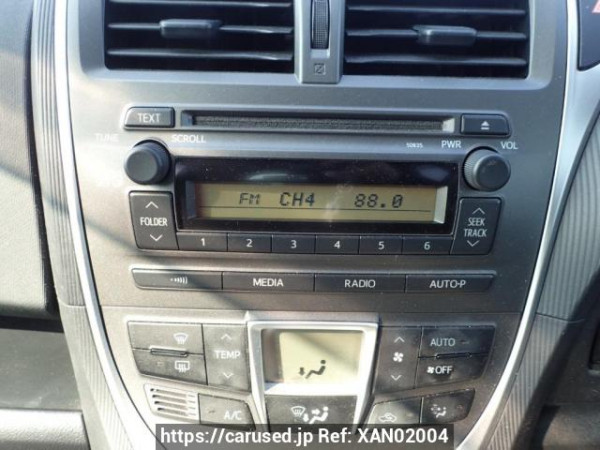 TEXT
TUNE SCROLL
PWR VOL
FM CH4 88.0
FOLDER
SEEK
TRACK
1 2 3 4 5 6
MEDIA RADIO AUTO-P
TEMP
AUTO
OFF
A/C
https://carused.jp Ref: XAN02004